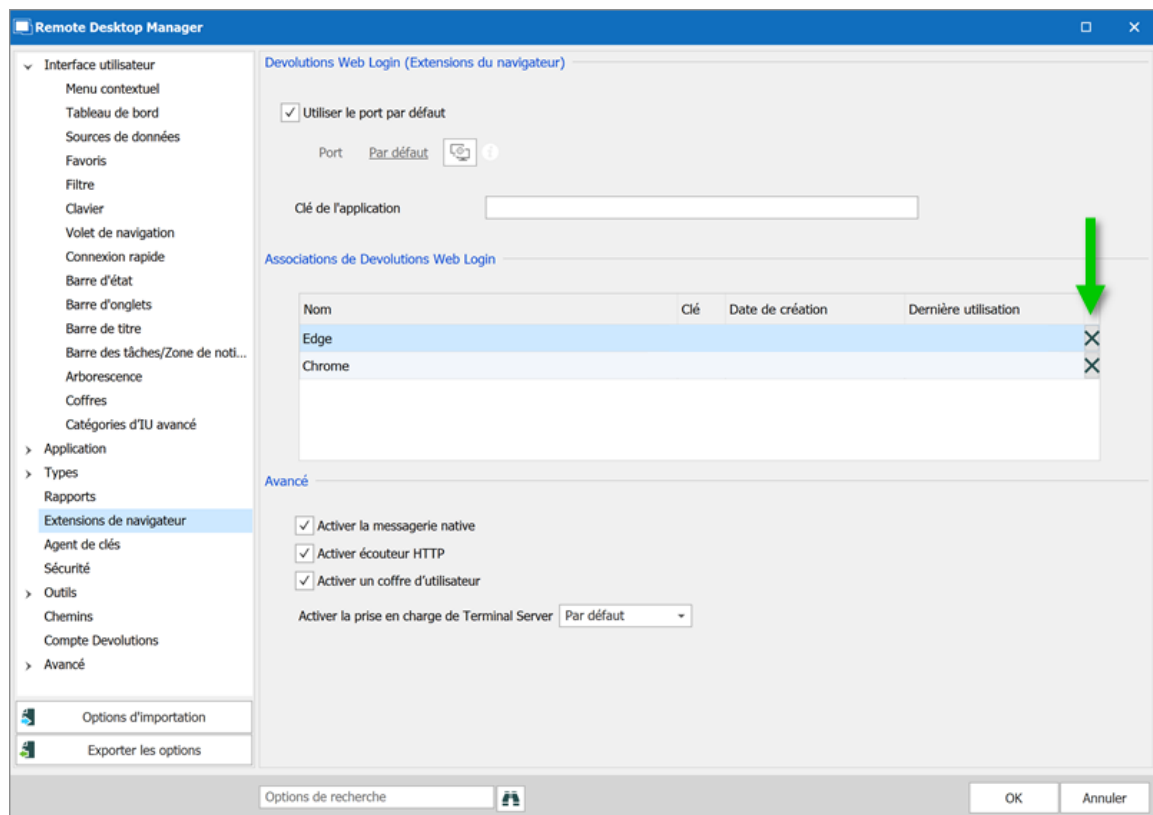 Remote Desktop Manager
Interface utilisateur
Menu contextuel
Tableau de bord
Sources de données
Favoris
Filtre
Clavier
Volet de navigation
Connexion rapide
Barre d'état
Barre d'onglets
Barre de titre
Barre des tâches/Zone de noti...
Arborescence
Coffres
Catégories d'IU avancé
Application
Types
Rapports
Extensions de navigateur
Agent de clés
Sécurité
Outils
Chemins
Compte Devolutions
Avancé
Options d'importation
Exporter les options
Devolutions Web Login (Extensions du navigateur)
Utiliser le port par défaut
Port Par défaut
Clé de l'application
Associations de Devolutions Web Login
Nom Clé Date de création Dernière utilisation
Edge
Chrome
Avancé
Activer la messagerie native
Activer écouteur HTTP
Activer un coffre d'utilisateur
Activer la prise en charge de Terminal Server Par défaut
Options de recherche
OK Annuler